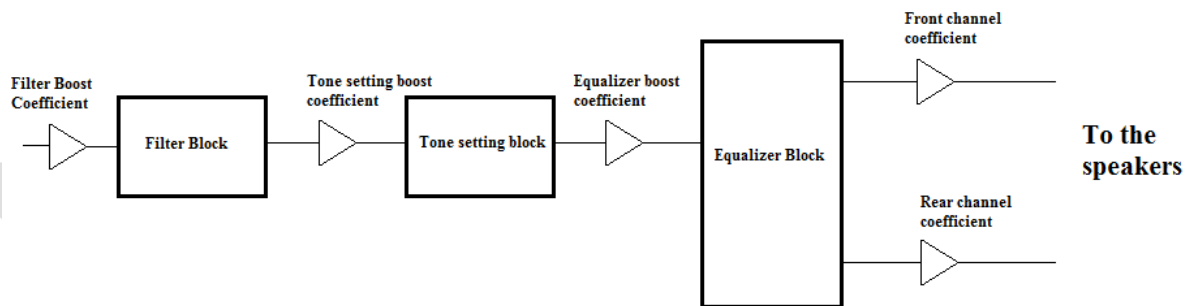 Filter Boost
Coefficient
Filter Block
Tone setting boost
coefficient
Tone setting block
Equalizer boost
coefficient
Equalizer Block
Front channel
coefficient
Rear channel
coefficient
To the
speakers